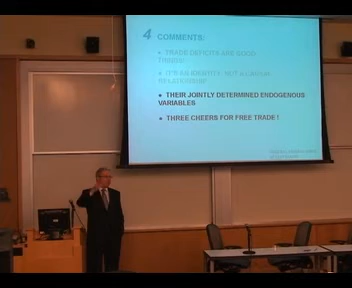 4 COMMENTS:
• TRADE DEFICITS ARE GOOD
THINGS!
• IT'S AN IDENTITY, NOT A CAUSAL
RELATIONSHIP
• THEIR JOINTLY DETERMINED ENDOGENOUS
VARIABLES
• THREE CHEERS FOR FREE TRADE !